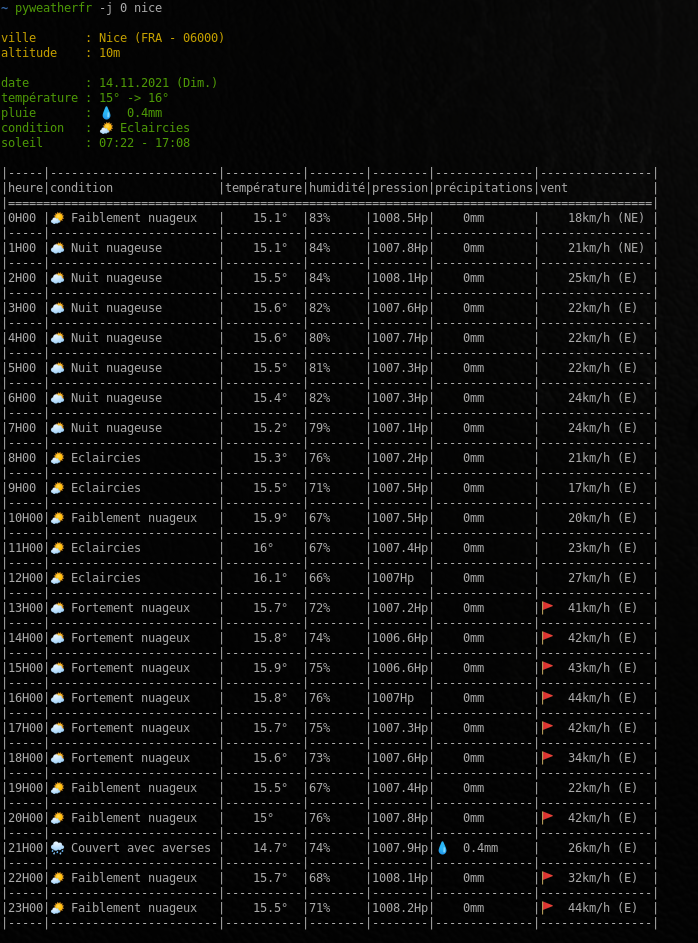 ~ pyweatherfr -j 0 nice
ville : Nice (FRA - 06000)
altitude : 10m
date : 14.11.2021 (Dim.)
température : 15° -> 16°
pluie : 💧 0.4mm
condition : 🌤 Eclaircies
soleil : 07:22 - 17:08
|-----|------------------------|-----------|--------|--------|--------------|----------------|
|heure|condition |température|humidité|pression|précipitations|vent |
|============================================================================================|
|0H00 |🌤 Faiblement nuageux | 15.1° |83% |1008.5Hp| 0mm | 18km/h (NE) |
|-----|------------------------|-----------|--------|--------|--------------|----------------|
|1H00 |🌥 Nuit nuageuse | 15.1° |84% |1007.8Hp| 0mm | 21km/h (NE) |
|-----|------------------------|-----------|--------|--------|--------------|----------------|
|2H00 |🌥 Nuit nuageuse | 15.5° |84% |1008.1Hp| 0mm | 25km/h (E) |
|-----|------------------------|-----------|--------|--------|--------------|----------------|
|3H00 |🌥 Nuit nuageuse | 15.6° |82% |1007.6Hp| 0mm | 22km/h (E) |
|-----|------------------------|-----------|--------|--------|--------------|----------------|
|4H00 |🌥 Nuit nuageuse | 15.6° |80% |1007.7Hp| 0mm | 22km/h (E) |
|-----|------------------------|-----------|--------|--------|--------------|----------------|
|5H00 |🌥 Nuit nuageuse | 15.5° |81% |1007.3Hp| 0mm | 22km/h (E) |
|-----|------------------------|-----------|--------|--------|--------------|----------------|
|6H00 |🌥 Nuit nuageuse | 15.4° |82% |1007.3Hp| 0mm | 24km/h (E) |
|-----|------------------------|-----------|--------|--------|--------------|----------------|
|7H00 |🌥 Nuit nuageuse | 15.2° |79% |1007.1Hp| 0mm | 24km/h (E) |
|-----|------------------------|-----------|--------|--------|--------------|----------------|
|8H00 |🌤 Eclaircies | 15.3° |76% |1007.2Hp| 0mm | 21km/h (E) |
|-----|------------------------|-----------|--------|--------|--------------|----------------|
|9H00 |🌤 Eclaircies | 15.5° |71% |1007.5Hp| 0mm | 17km/h (E) |
|-----|------------------------|-----------|--------|--------|--------------|----------------|
|10H00|🌤 Faiblement nuageux | 15.9° |67% |1007.5Hp| 0mm | 20km/h (E) |
|-----|------------------------|-----------|--------|--------|--------------|----------------|
|11H00|🌤 Eclaircies | 16° |67% |1007.4Hp| 0mm | 23km/h (E) |
|-----|------------------------|-----------|--------|--------|--------------|----------------|
|12H00|🌤 Eclaircies | 16.1° |66% |1007Hp | 0mm | 27km/h (E) |
|-----|------------------------|-----------|--------|--------|--------------|----------------|
|13H00|🌥 Fortement nuageux | 15.7° |72% |1007.2Hp| 0mm |🚩 41km/h (E) |
|-----|------------------------|-----------|--------|--------|--------------|----------------|
|14H00|🌥 Fortement nuageux | 15.8° |74% |1006.6Hp| 0mm |🚩 42km/h (E) |
|-----|------------------------|-----------|--------|--------|--------------|----------------|
|15H00|🌥 Fortement nuageux | 15.9° |75% |1006.6Hp| 0mm |🚩 43km/h (E) |
|-----|------------------------|-----------|--------|--------|--------------|----------------|
|16H00|🌥 Fortement nuageux | 15.8° |76% |1007Hp | 0mm |🚩 44km/h (E) |
|-----|------------------------|-----------|--------|--------|--------------|----------------|
|17H00|🌥 Fortement nuageux | 15.7° |75% |1007.3Hp| 0mm |🚩 42km/h (E) |
|-----|------------------------|-----------|--------|--------|--------------|----------------|
|18H00|🌥 Fortement nuageux | 15.6° |73% |1007.6Hp| 0mm |🚩 34km/h (E) |
|-----|------------------------|-----------|--------|--------|--------------|----------------|
|19H00|🌤 Faiblement nuageux | 15.5° |67% |1007.4Hp| 0mm | 22km/h (E) |
|-----|------------------------|-----------|--------|--------|--------------|----------------|
|20H00|🌤 Faiblement nuageux | 15° |76% |1007.8Hp| 0mm |🚩 42km/h (E) |
|-----|------------------------|-----------|--------|--------|--------------|----------------|
|21H00|🌧 Couvert avec averses | 14.7° |74% |1007.9Hp|💧 0.4mm | 26km/h (E) |
|-----|------------------------|-----------|--------|--------|--------------|----------------|
|22H00|🌤 Faiblement nuageux | 15.7° |68% |1008.1Hp| 0mm |🚩 32km/h (E) |
|-----|------------------------|-----------|--------|--------|--------------|----------------|
|23H00|🌤 Faiblement nuageux | 15.5° |71% |1008.2Hp| 0mm |🚩 44km/h (E) |
|-----|------------------------|-----------|--------|--------|--------------|----------------|